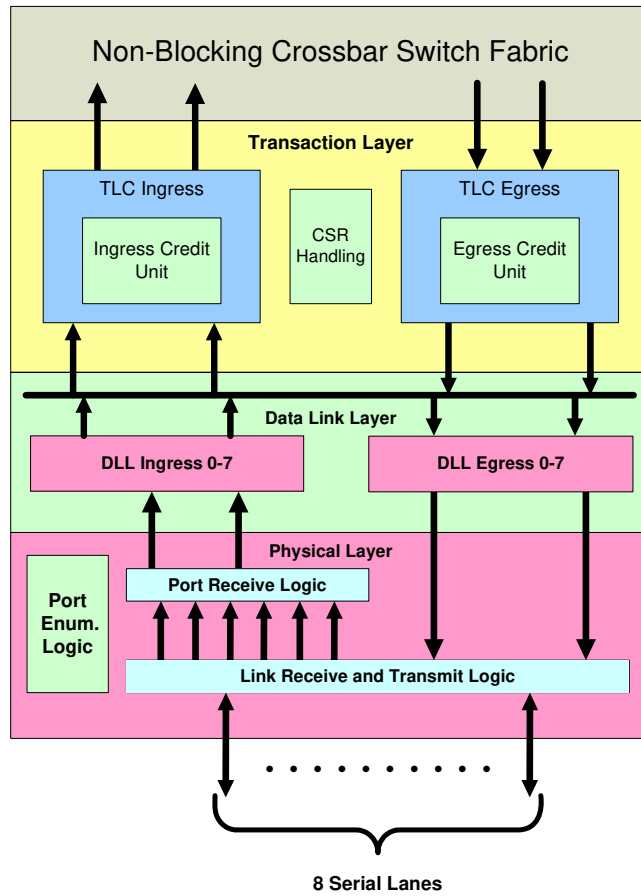 Non-Blocking Crossbar Switch Fabric
Transaction Layer
TLC Ingress
Ingress Credit
Unit
CSR
Handling
TLC Egress
Egress Credit
Unit
Data Link Layer
DLL Ingress 0-7
DLL Egress 0-7
Physical Layer
Port
Enum.
Logic
Port Receive Logic
Link Receive and Transmit Logic
8 Serial Lanes